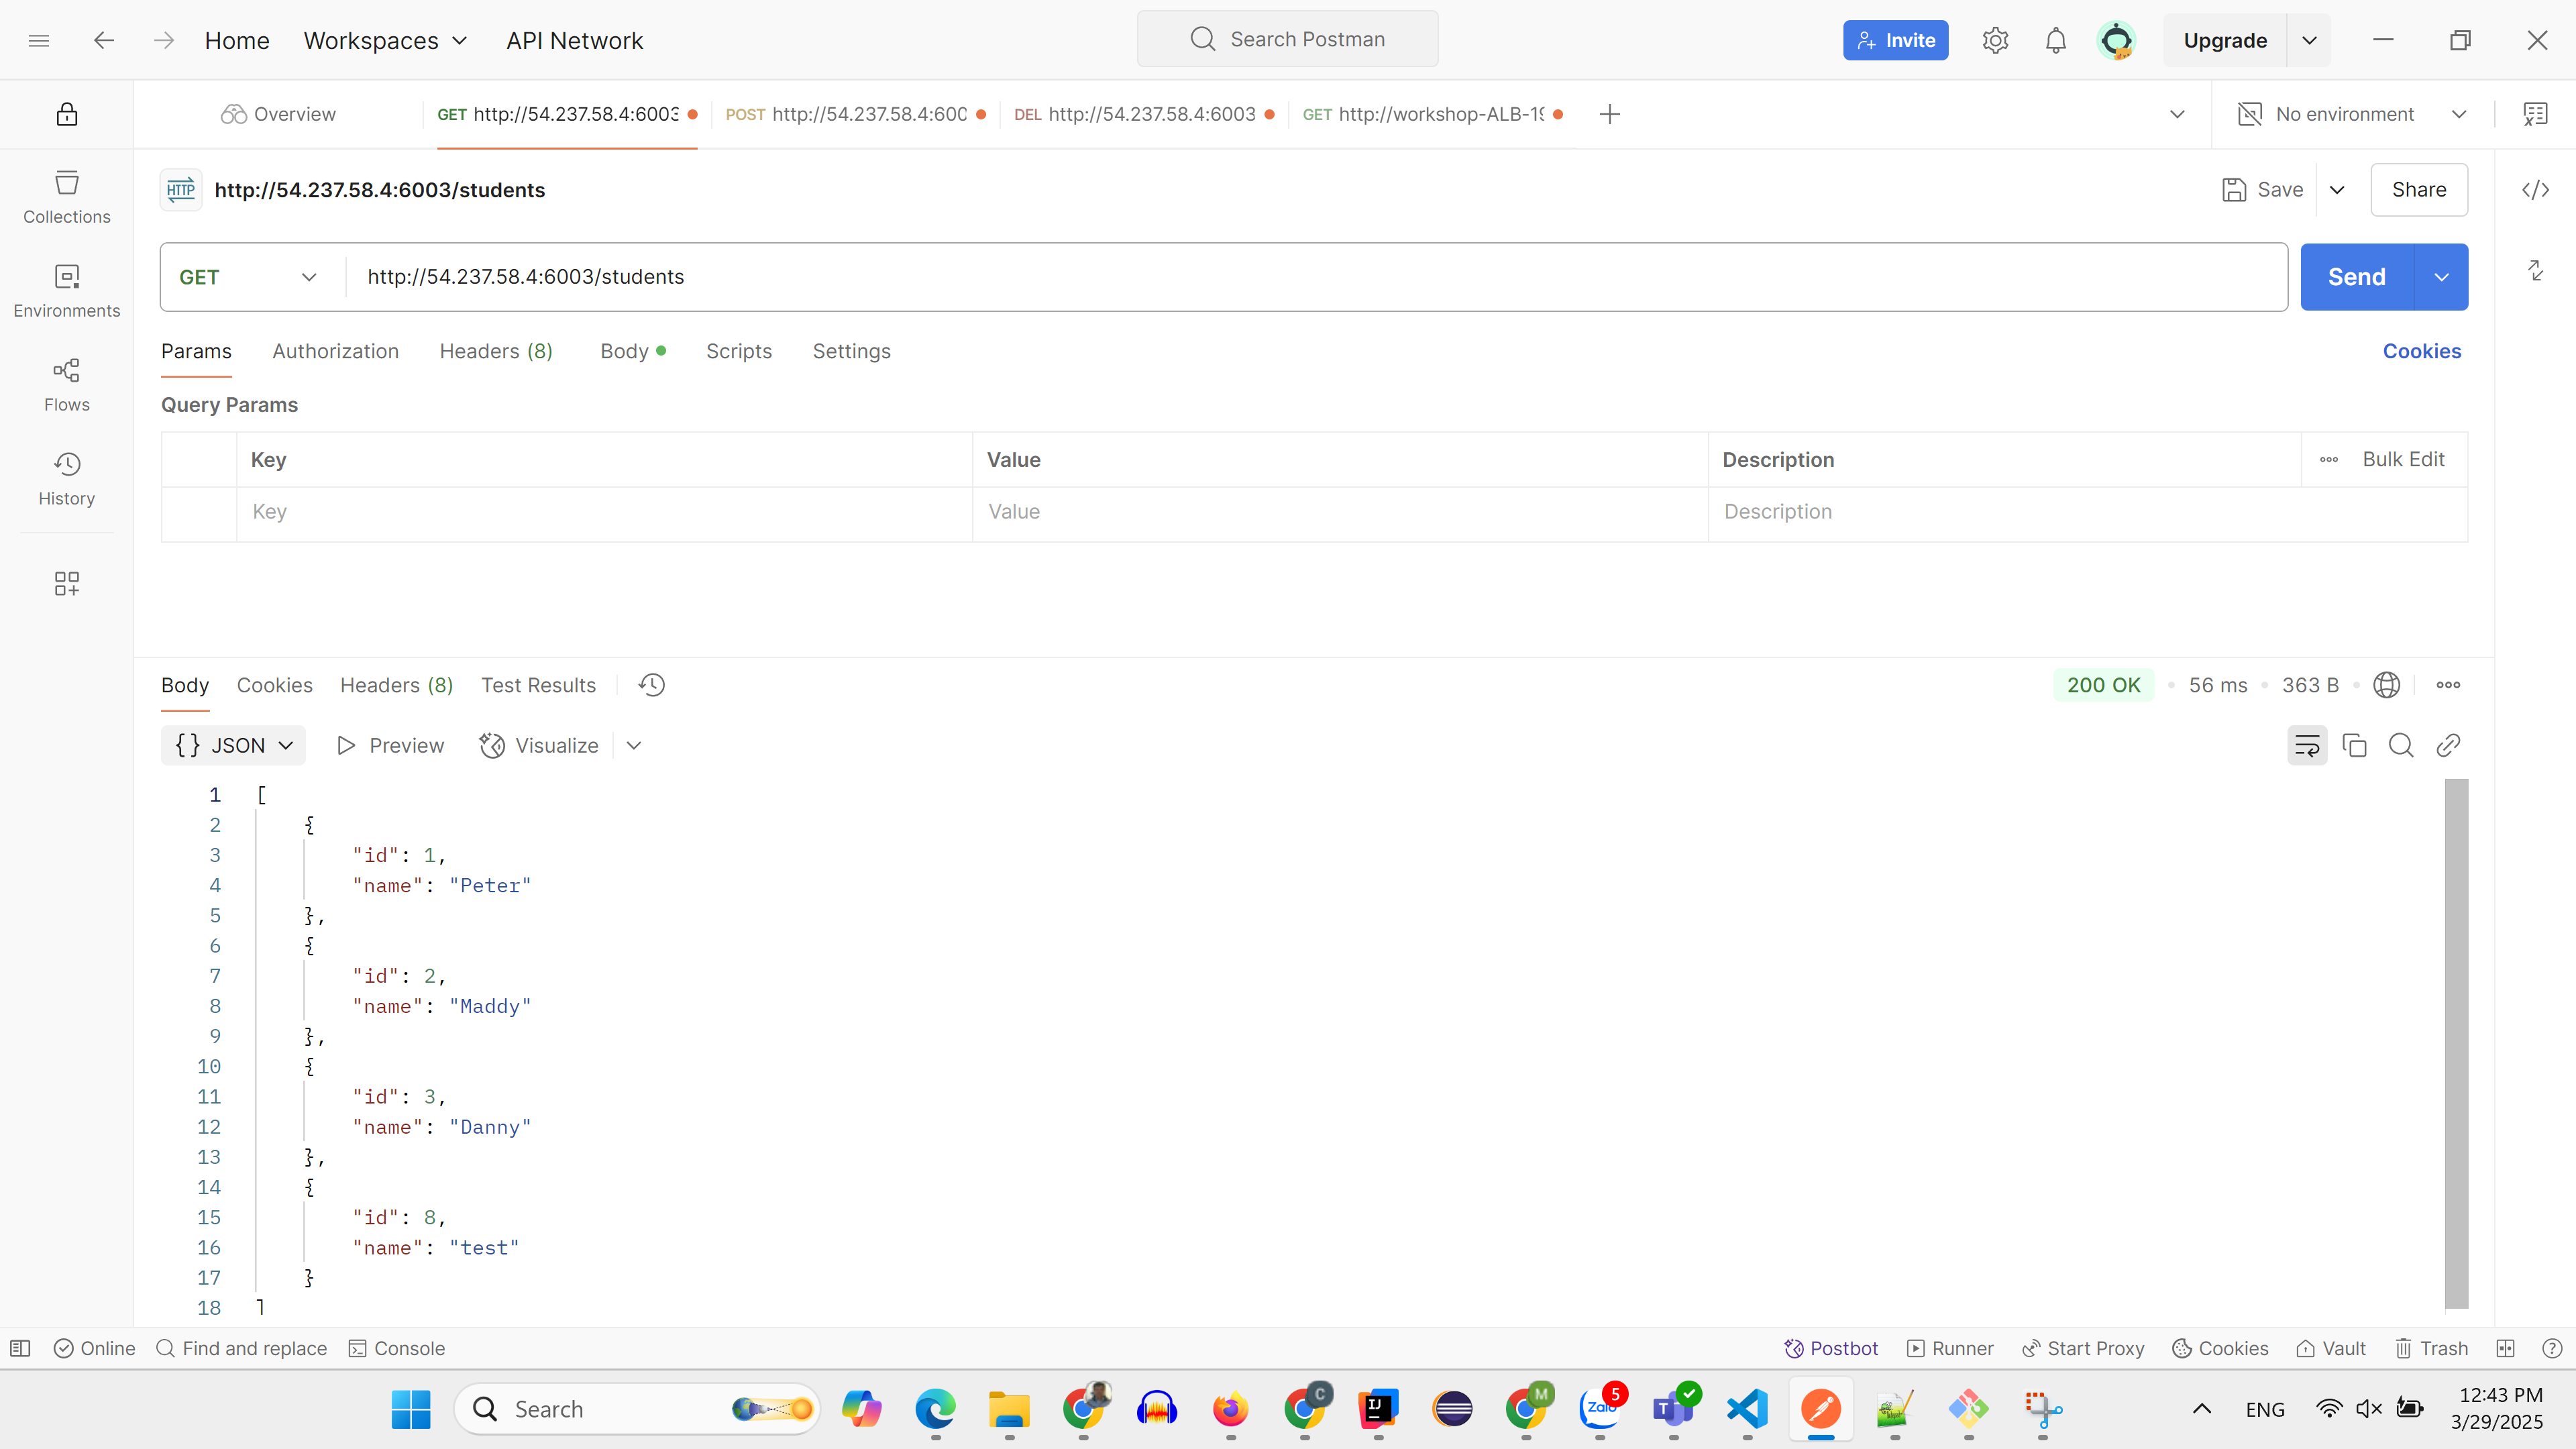 Home Workspaces API Network Search Postman Invite Upgrade
Overview GET http://54.237.58.4:6003 POST http://54.237.58.4:600 DEL http://54.237.58.4:6003 GET http://workshop-ALB-19 No environment
HTTP http://54.237.58.4:6003/students Save Share
Collections
GET http://54.237.58.4:6003/students Send
Environments
Params Authorization Headers (8) Body Scripts Settings Cookies
Flows
Query Params
Key Value Description Bulk Edit
History
Key Value Description
Body Cookies Headers (8) Test Results 200 OK 56 ms 363 B
{} JSON Preview Visualize
1 [
2 {
3 "id": 1,
4 "name": "Peter"
5 },
6 {
7 "id": 2,
8 "name": "Maddy"
9 },
10 {
11 "id": 3,
12 "name": "Danny"
13 },
14 {
15 "id": 8,
16 "name": "test"
17 }
18 ]
Online Find and replace Console Postbot Runner Start Proxy Cookies Vault Trash
Search C IJ M Zalo 5 T ENG 12:43 PM
3/29/2025